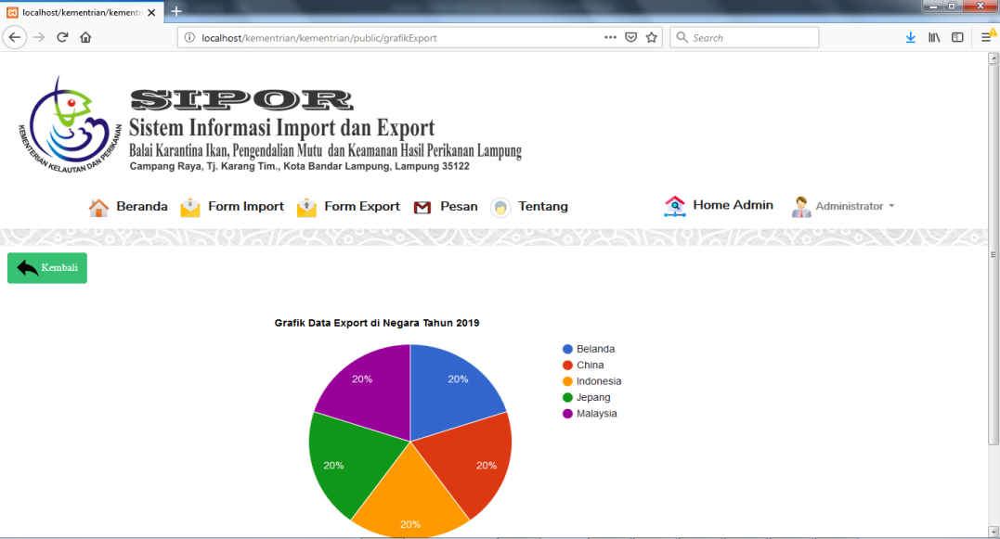 localhost/kementrian/kementri
localhost/kementrian/kementrian/public/grafikExport
Search
KEMENTERIAN KELAUTAN DAN PERIKANAN
SIPOR
Sistem Informasi Import dan Export
Balai Karantina Ikan, Pengendalian Mutu dan Keamanan Hasil Perikanan Lampung
Campang Raya, Tj. Karang Tim., Kota Bandar Lampung, Lampung 35122
Beranda Form Import Form Export Pesan Tentang Home Admin Administrator
Kembali
Grafik Data Export di Negara Tahun 2019
20% 20%
20% 20%
20%
Belanda
China
Indonesia
Jepang
Malaysia